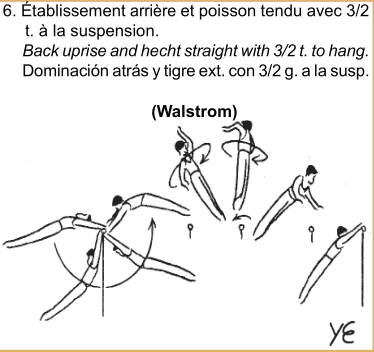 6. Établissement arrière et poisson tendu avec 3/2
t. à la suspension.
Back uprise and hecht straight with 3/2 t. to hang.
Dominación atrás y tigre ext. con 3/2 g. a la susp.
(Walstrom)
YE